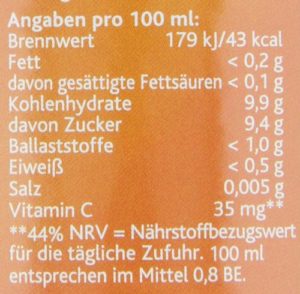 Angaben pro 100 ml:
Brennwert 179 kJ/43 kcal
Fett < 0,2 g
davon gesättigte Fettsäuren < 0,1 g
Kohlenhydrate 9,9 g
davon Zucker 9,4 g
Ballaststoffe < 1,0 g
Eiweiß < 0,5 g
Salz 0,005 g
Vitamin C 35 mg**
**44% NRV = Nährstoffbezugswert
für die tägliche Zufuhr. 100 ml
entsprechen im Mittel 0,8 BE.